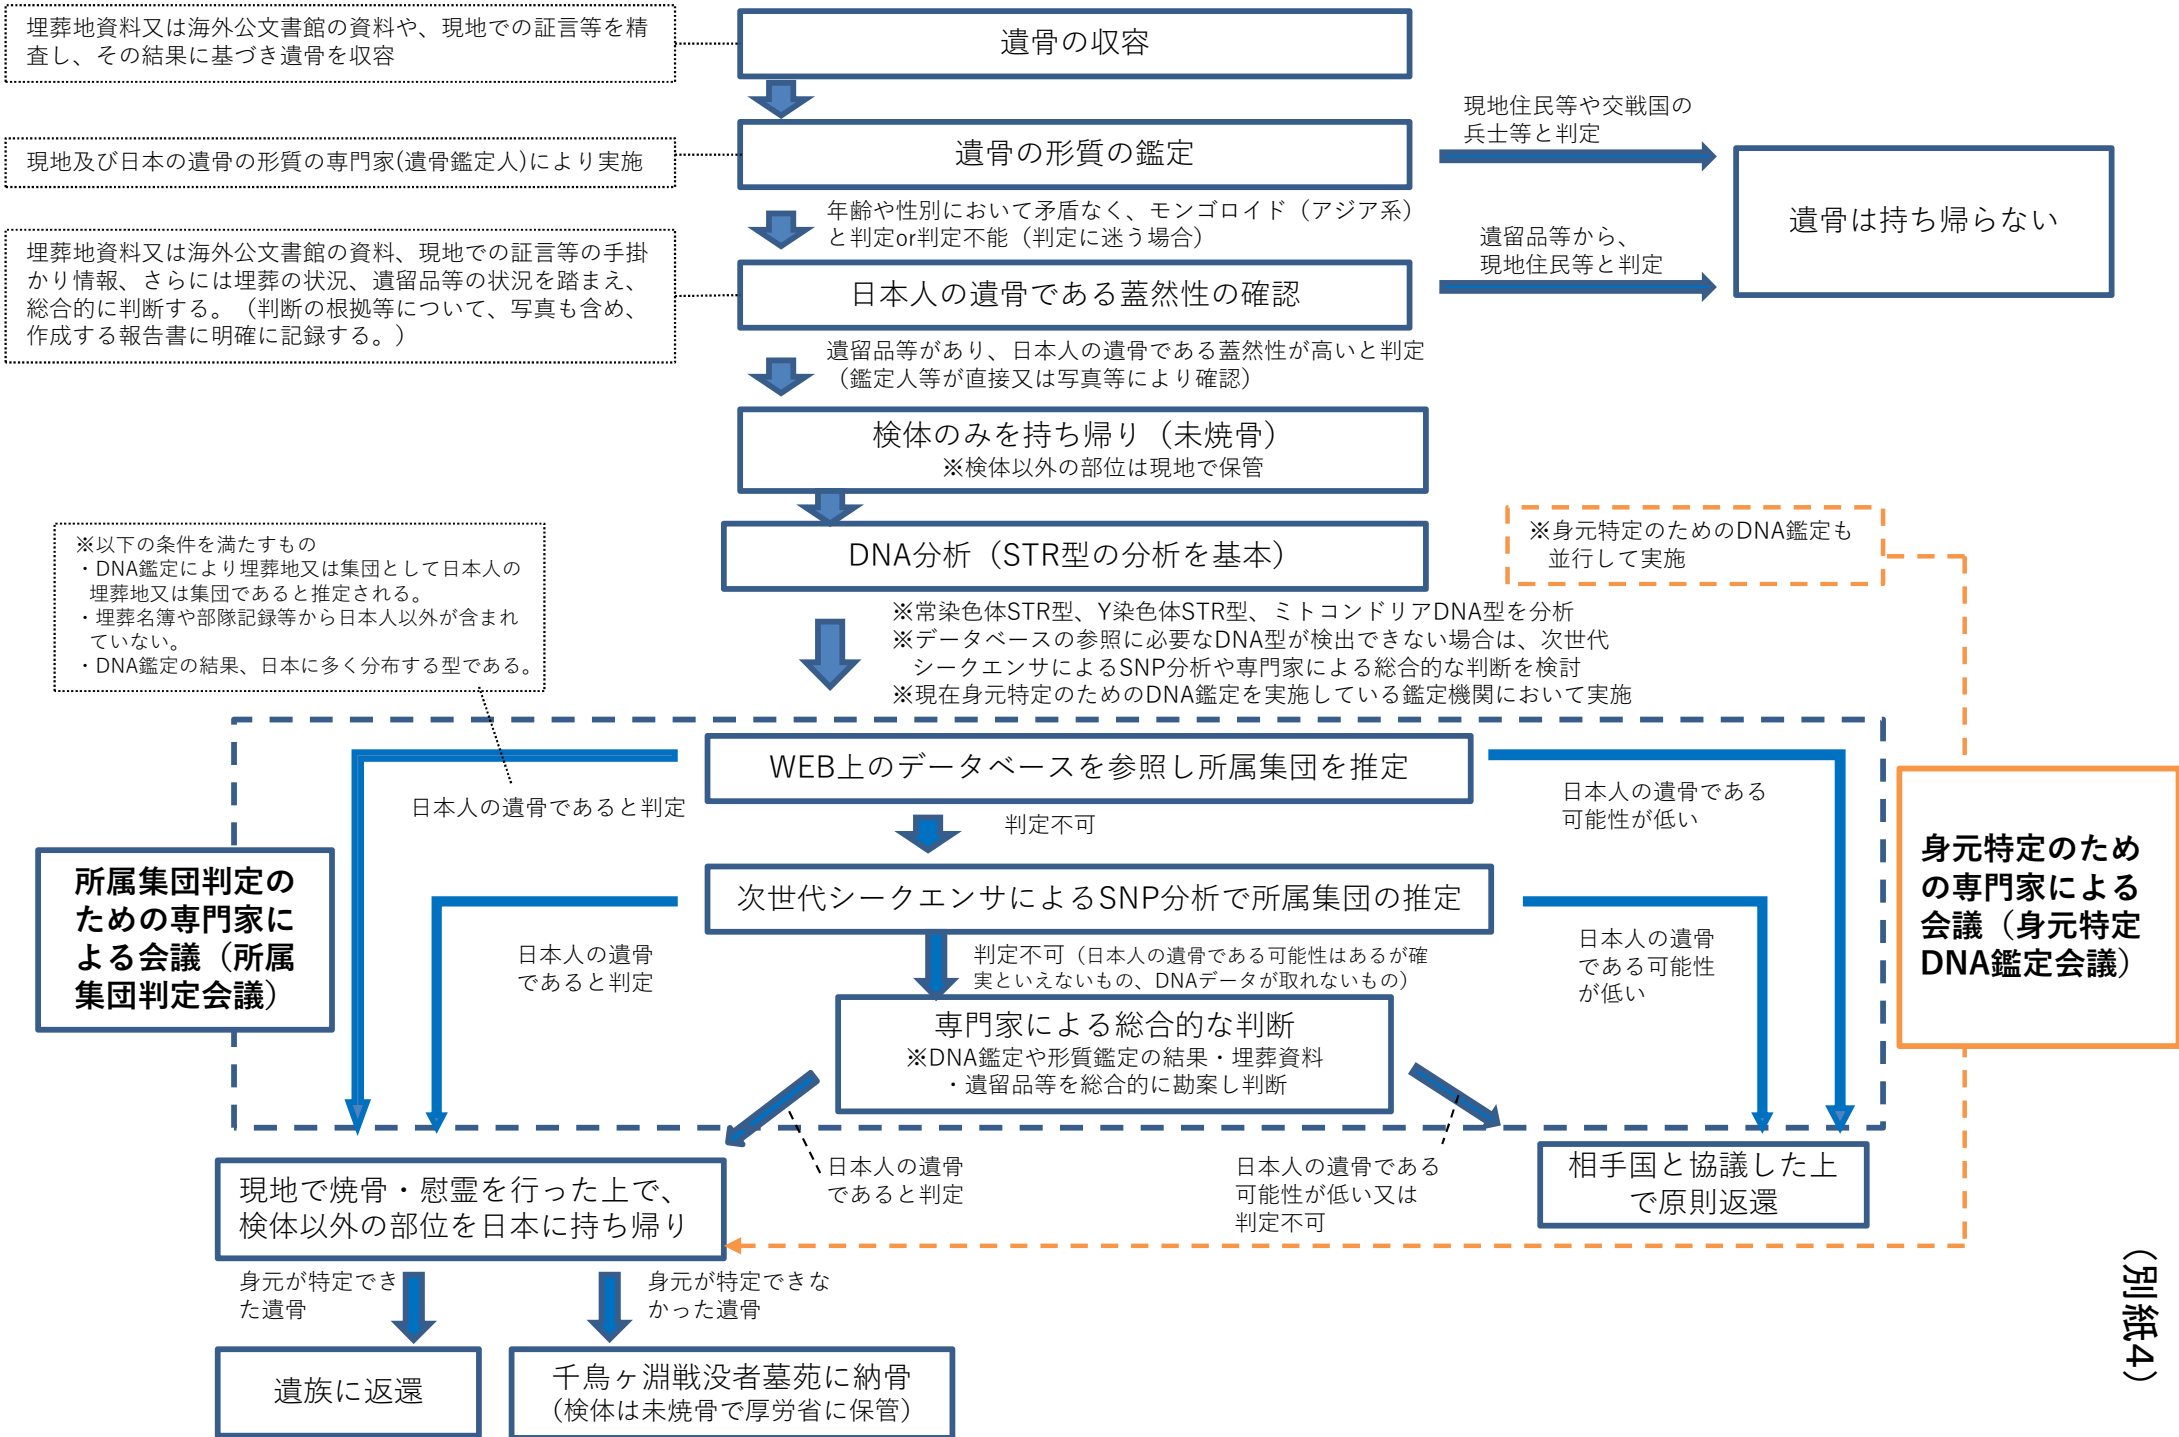 埋葬地資料又は海外公文書館の資料や、現地での証言等を精
査し、その結果に基づき遺骨を収容
遺骨の収容
現地及び日本の遺骨の形質の専門家(遺骨鑑定人)により実施
遺骨の形質の鑑定
現地住民等や交戦国の
兵士等と判定
遺骨は持ち帰らない
年齢や性別において矛盾なく、モンゴロイド（アジア系）
と判定or判定不能（判定に迷う場合）
遺留品等から、
現地住民等と判定
埋葬地資料又は海外公文書館の資料、現地での証言等の手掛
かり情報、さらには埋葬の状況、遺留品等の状況を踏まえ、
総合的に判断する。（判断の根拠等について、写真も含め、
作成する報告書に明確に記録する。）
日本人の遺骨である蓋然性の確認
遺留品等があり、日本人の遺骨である蓋然性が高いと判定
（鑑定人等が直接又は写真等により確認）
検体のみを持ち帰り（未焼骨）
※検体以外の部位は現地で保管
DNA分析（STR型の分析を基本）
※身元特定のためのDNA鑑定も
並行して実施
※以下の条件を満たすもの
・DNA鑑定により埋葬地又は集団として日本人の
埋葬地又は集団であると推定される。
・埋葬名簿や部隊記録等から日本人以外が含まれ
ていない。
・DNA鑑定の結果、日本に多く分布する型である。
※常染色体STR型、Y染色体STR型、ミトコンドリアDNA型を分析
※データベースの参照に必要なDNA型が検出できない場合は、次世代
シークエンサによるSNP分析や専門家による総合的な判断を検討
※現在身元特定のためのDNA鑑定を実施している鑑定機関において実施
WEB上のデータベースを参照し所属集団を推定
日本人の遺骨であると判定
判定不可
日本人の遺骨である
可能性が低い
所属集団判定の
ための専門家に
よる会議（所属
集団判定会議）
身元特定のため
の専門家による
会議（身元特定
DNA鑑定会議）
次世代シークエンサによるSNP分析で所属集団の推定
日本人の遺骨
であると判定
判定不可（日本人の遺骨である可能性はあるが確
実といえないもの、DNAデータが取れないもの）
日本人の遺骨
である可能性
が低い
専門家による総合的な判断
※DNA鑑定や形質鑑定の結果・埋葬資料
・遺留品等を総合的に勘案し判断
日本人の遺骨
であると判定
日本人の遺骨である
可能性が低い又は
判定不可
現地で焼骨・慰霊を行った上で、
検体以外の部位を日本に持ち帰り
相手国と協議した上
で原則返還
身元が特定でき
た遺骨
身元が特定できな
かった遺骨
遺族に返還
千鳥ヶ淵戦没者墓苑に納骨
（検体は未焼骨で厚労省に保管）
（別紙4）